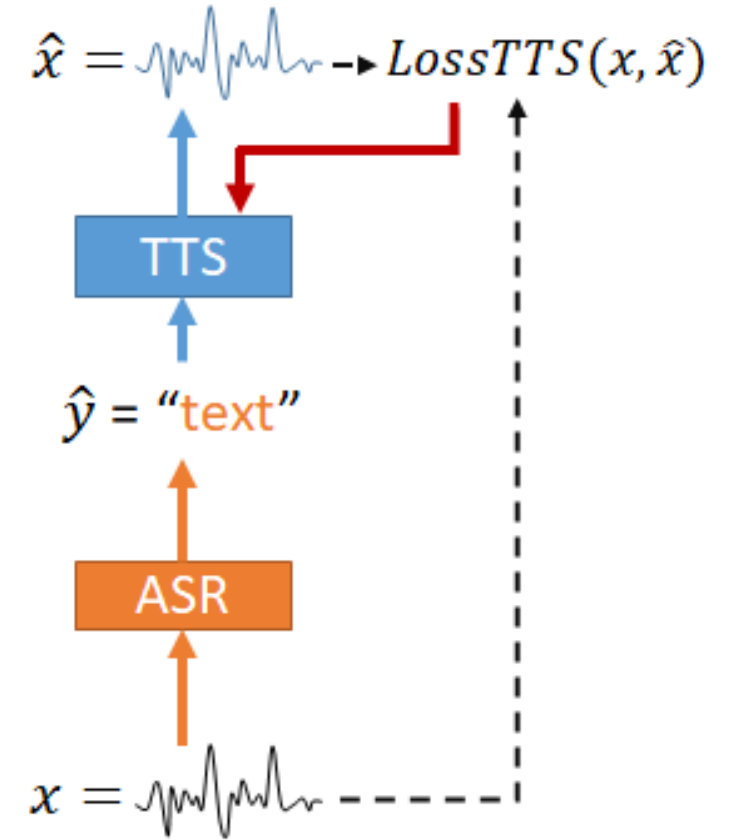 x̂ = LossTTS(x, x̂)
TTS
ŷ = “text”
ASR
x =